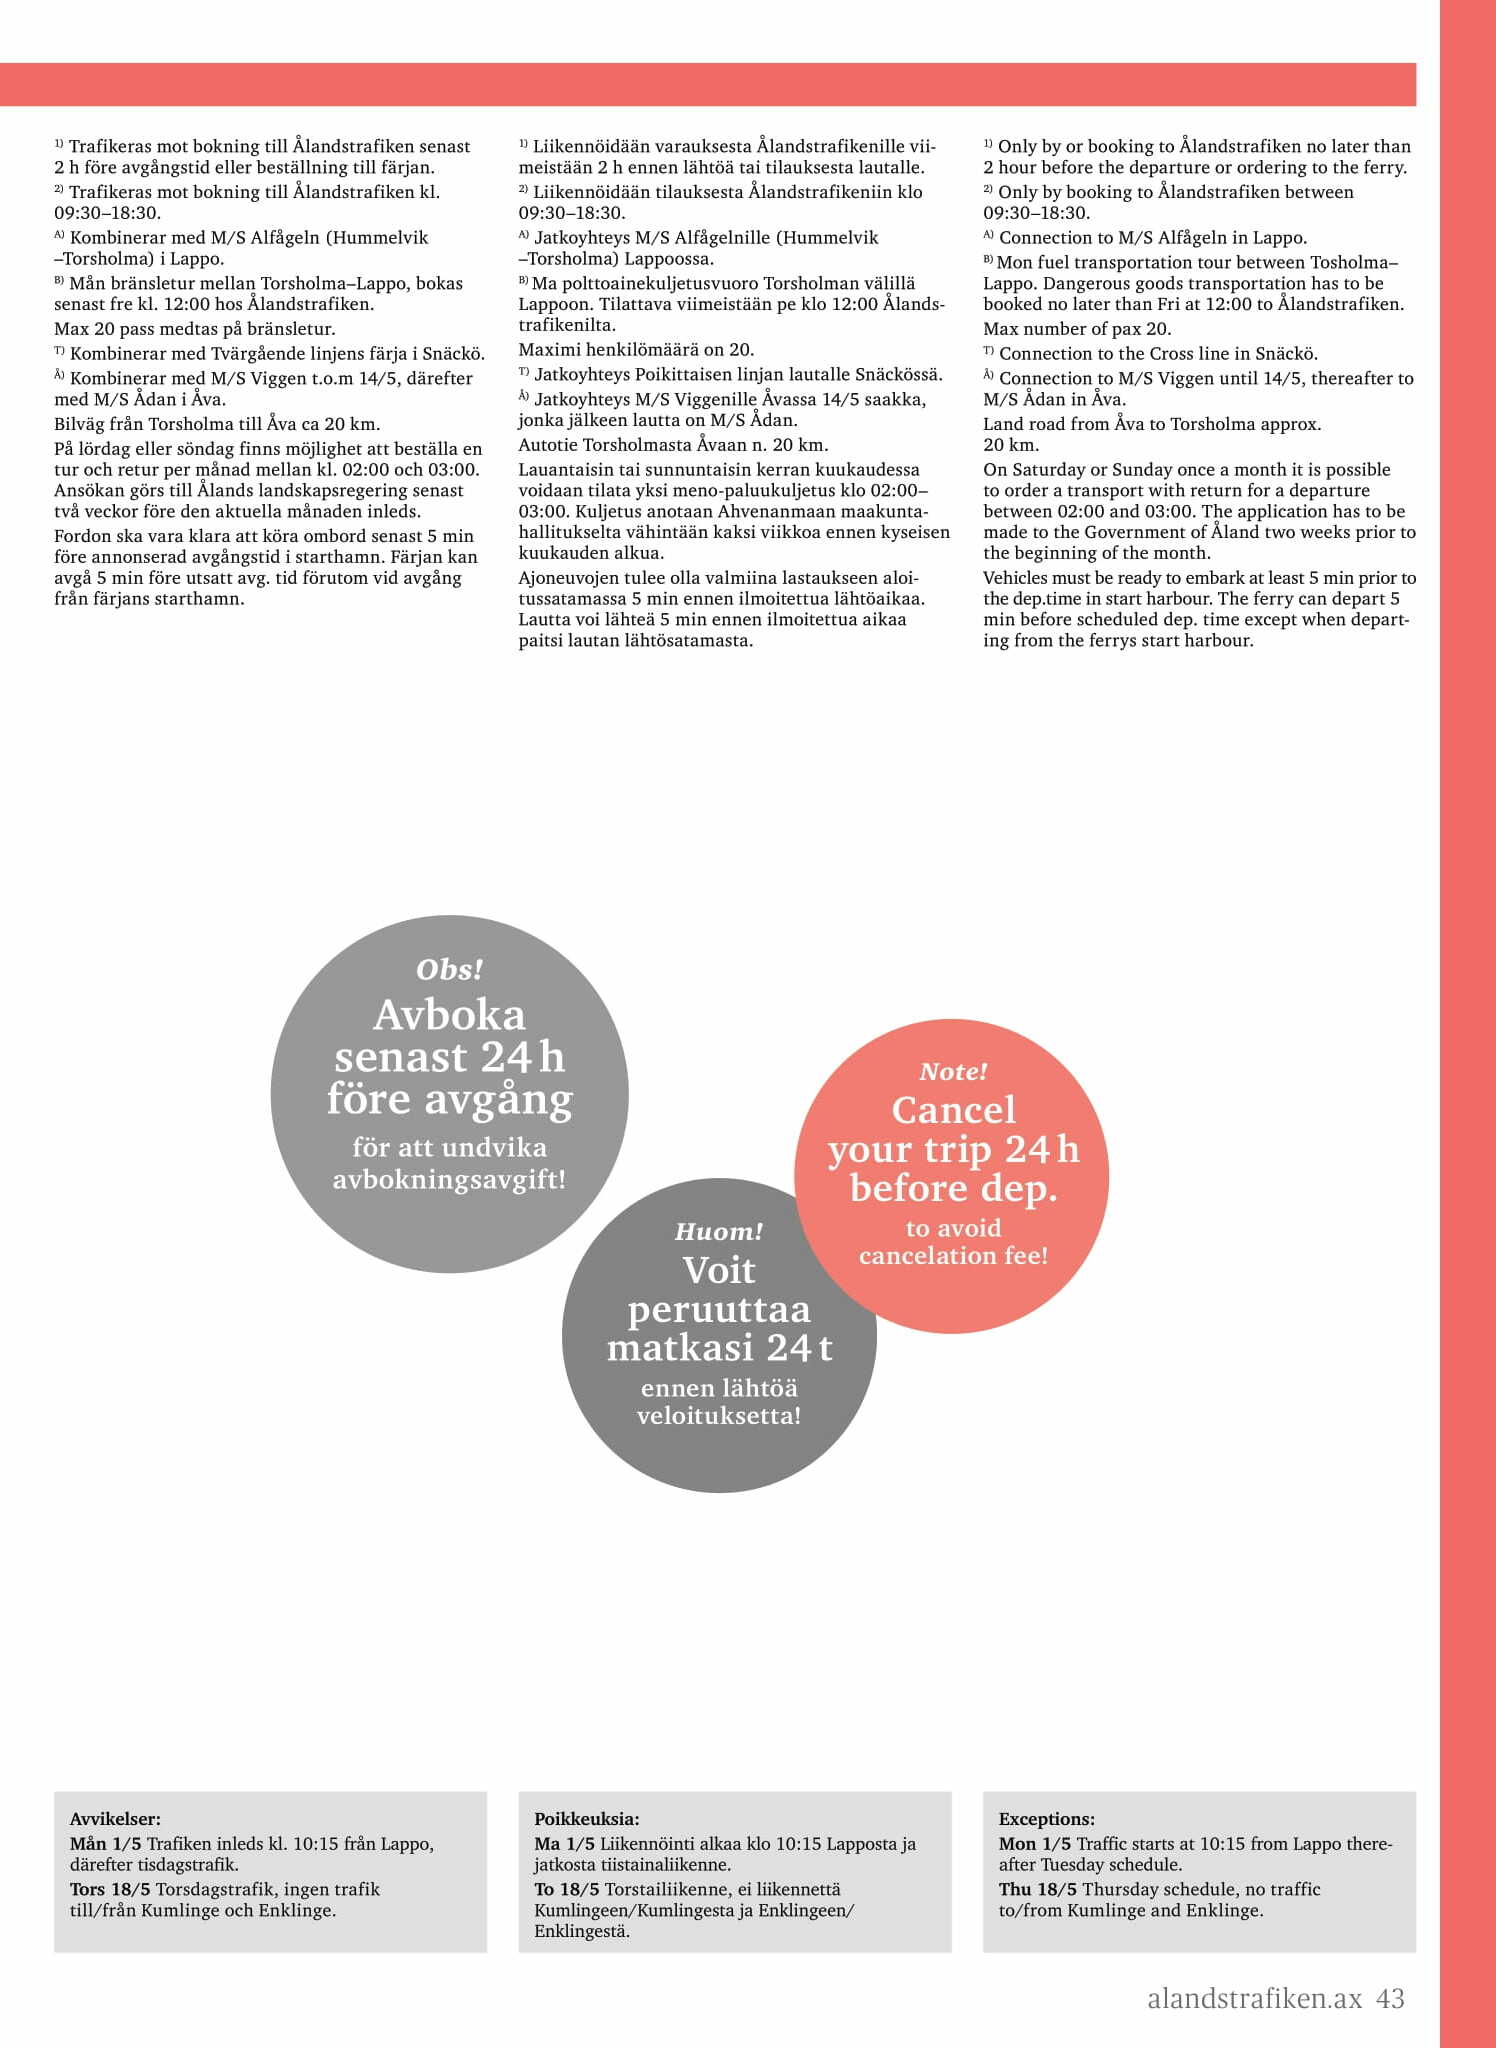 1) Trafikeras mot bokning till Ålandstrafiken senast
2 h före avgångstid eller beställning till färjan.
2) Trafikeras mot bokning till Ålandstrafiken kl.
09:30–18:30.
A) Kombinerar med M/S Alfågeln (Hummelvik
–Torsholma) i Lappo.
B) Mån bränsletur mellan Torsholma–Lappo, bokas
senast fre kl. 12:00 hos Ålandstrafiken.
Max 20 pass medtas på bränsletur.
T) Kombinerar med Tvärgående linjens färja i Snäckö.
Å) Kombinerar med M/S Viggen t.o.m 14/5, därefter
med M/S Ådan i Åva.
Bilväg från Torsholma till Åva ca 20 km.
På lördag eller söndag finns möjlighet att beställa en
tur och retur per månad mellan kl. 02:00 och 03:00.
Ansökan görs till Ålands landskapsregering senast
två veckor före den aktuella månaden inleds.
Fordon ska vara klara att köra ombord senast 5 min
före annonserad avgångstid i starthamn. Färjan kan
avgå 5 min före utsatt avg. tid förutom vid avgång
från färjans starthamn.
1) Liikennöidään varauksesta Ålandstrafikenille vii-
meistään 2 h ennen lähtöä tai tilauksesta lautalle.
2) Liikennöidään tilauksesta Ålandstrafikeniin klo
09:30–18:30.
A) Jatkoyhteys M/S Alfågelnille (Hummelvik
–Torsholma) Lappoossa.
B) Ma polttoainekuljetusvuoro Torsholman välillä
Lappoon. Tilattava viimeistään pe klo 12:00 Ålands-
trafikenilta.
Maximi henkilömäärä on 20.
T) Jatkoyhteys Poikittaisen linjan lautalle Snäckössä.
Å) Jatkoyhteys M/S Viggenille Åvassa 14/5 saakka,
jonka jälkeen lautta on M/S Ådan.
Autotie Torsholmasta Åvaan n. 20 km.
Lauantaisin tai sunnuntaisin kerran kuukaudessa
voidaan tilata yksi meno-paluukuljetus klo 02:00–
03:00. Kuljetus anotaan Ahvenanmaan maakunta-
hallitukselta vähintään kaksi viikkoa ennen kyseisen
kuukauden alkua.
Ajoneuvojen tulee olla valmiina lastaukseen aloi-
tussatamassa 5 min ennen ilmoitettua lähtöaikaa.
Lautta voi lähteä 5 min ennen ilmoitettua aikaa
paitsi lautan lähtösatamasta.
1) Only by or booking to Ålandstrafiken no later than
2 hour before the departure or ordering to the ferry.
2) Only by booking to Ålandstrafiken between
09:30–18:30.
A) Connection to M/S Alfågeln in Lappo.
B) Mon fuel transportation tour between Tosholma–
Lappo. Dangerous goods transportation has to be
booked no later than Fri at 12:00 to Ålandstrafiken.
Max number of pax 20.
T) Connection to the Cross line in Snäckö.
Å) Connection to M/S Viggen until 14/5, thereafter to
M/S Ådan in Åva.
Land road from Åva to Torsholma approx.
20 km.
On Saturday or Sunday once a month it is possible
to order a transport with return for a departure
between 02:00 and 03:00. The application has to be
made to the Government of Åland two weeks prior to
the beginning of the month.
Vehicles must be ready to embark at least 5 min prior to
the dep.time in start harbour. The ferry can depart 5
min before scheduled dep. time except when depart-
ing from the ferrys start harbour.
Obs!
Avboka
senast 24 h
före avgång
för att undvika
avbokningsavgift!
Huom!
Voit
peruuttaa
matkasi 24 t
ennen lähtöä
veloituksetta!
Note!
Cancel
your trip 24 h
before dep.
to avoid
cancelation fee!
Avvikelser:
Mån 1/5 Trafiken inleds kl. 10:15 från Lappo,
därefter tisdagstrafik.
Tors 18/5 Torsdagstrafik, ingen trafik
till/från Kumlinge och Enklinge.
Poikkeuksia:
Ma 1/5 Liikennöinti alkaa klo 10:15 Lapposta ja
jatkosta tiistainaliikenne.
To 18/5 Torstailiikenne, ei liikennettä
Kumlingeen/Kumlingesta ja Enklingeen/
Enklingestä.
Exceptions:
Mon 1/5 Traffic starts at 10:15 from Lappo there-
after Tuesday schedule.
Thu 18/5 Thursday schedule, no traffic
to/from Kumlinge and Enklinge.
alandstrafiken.ax 43